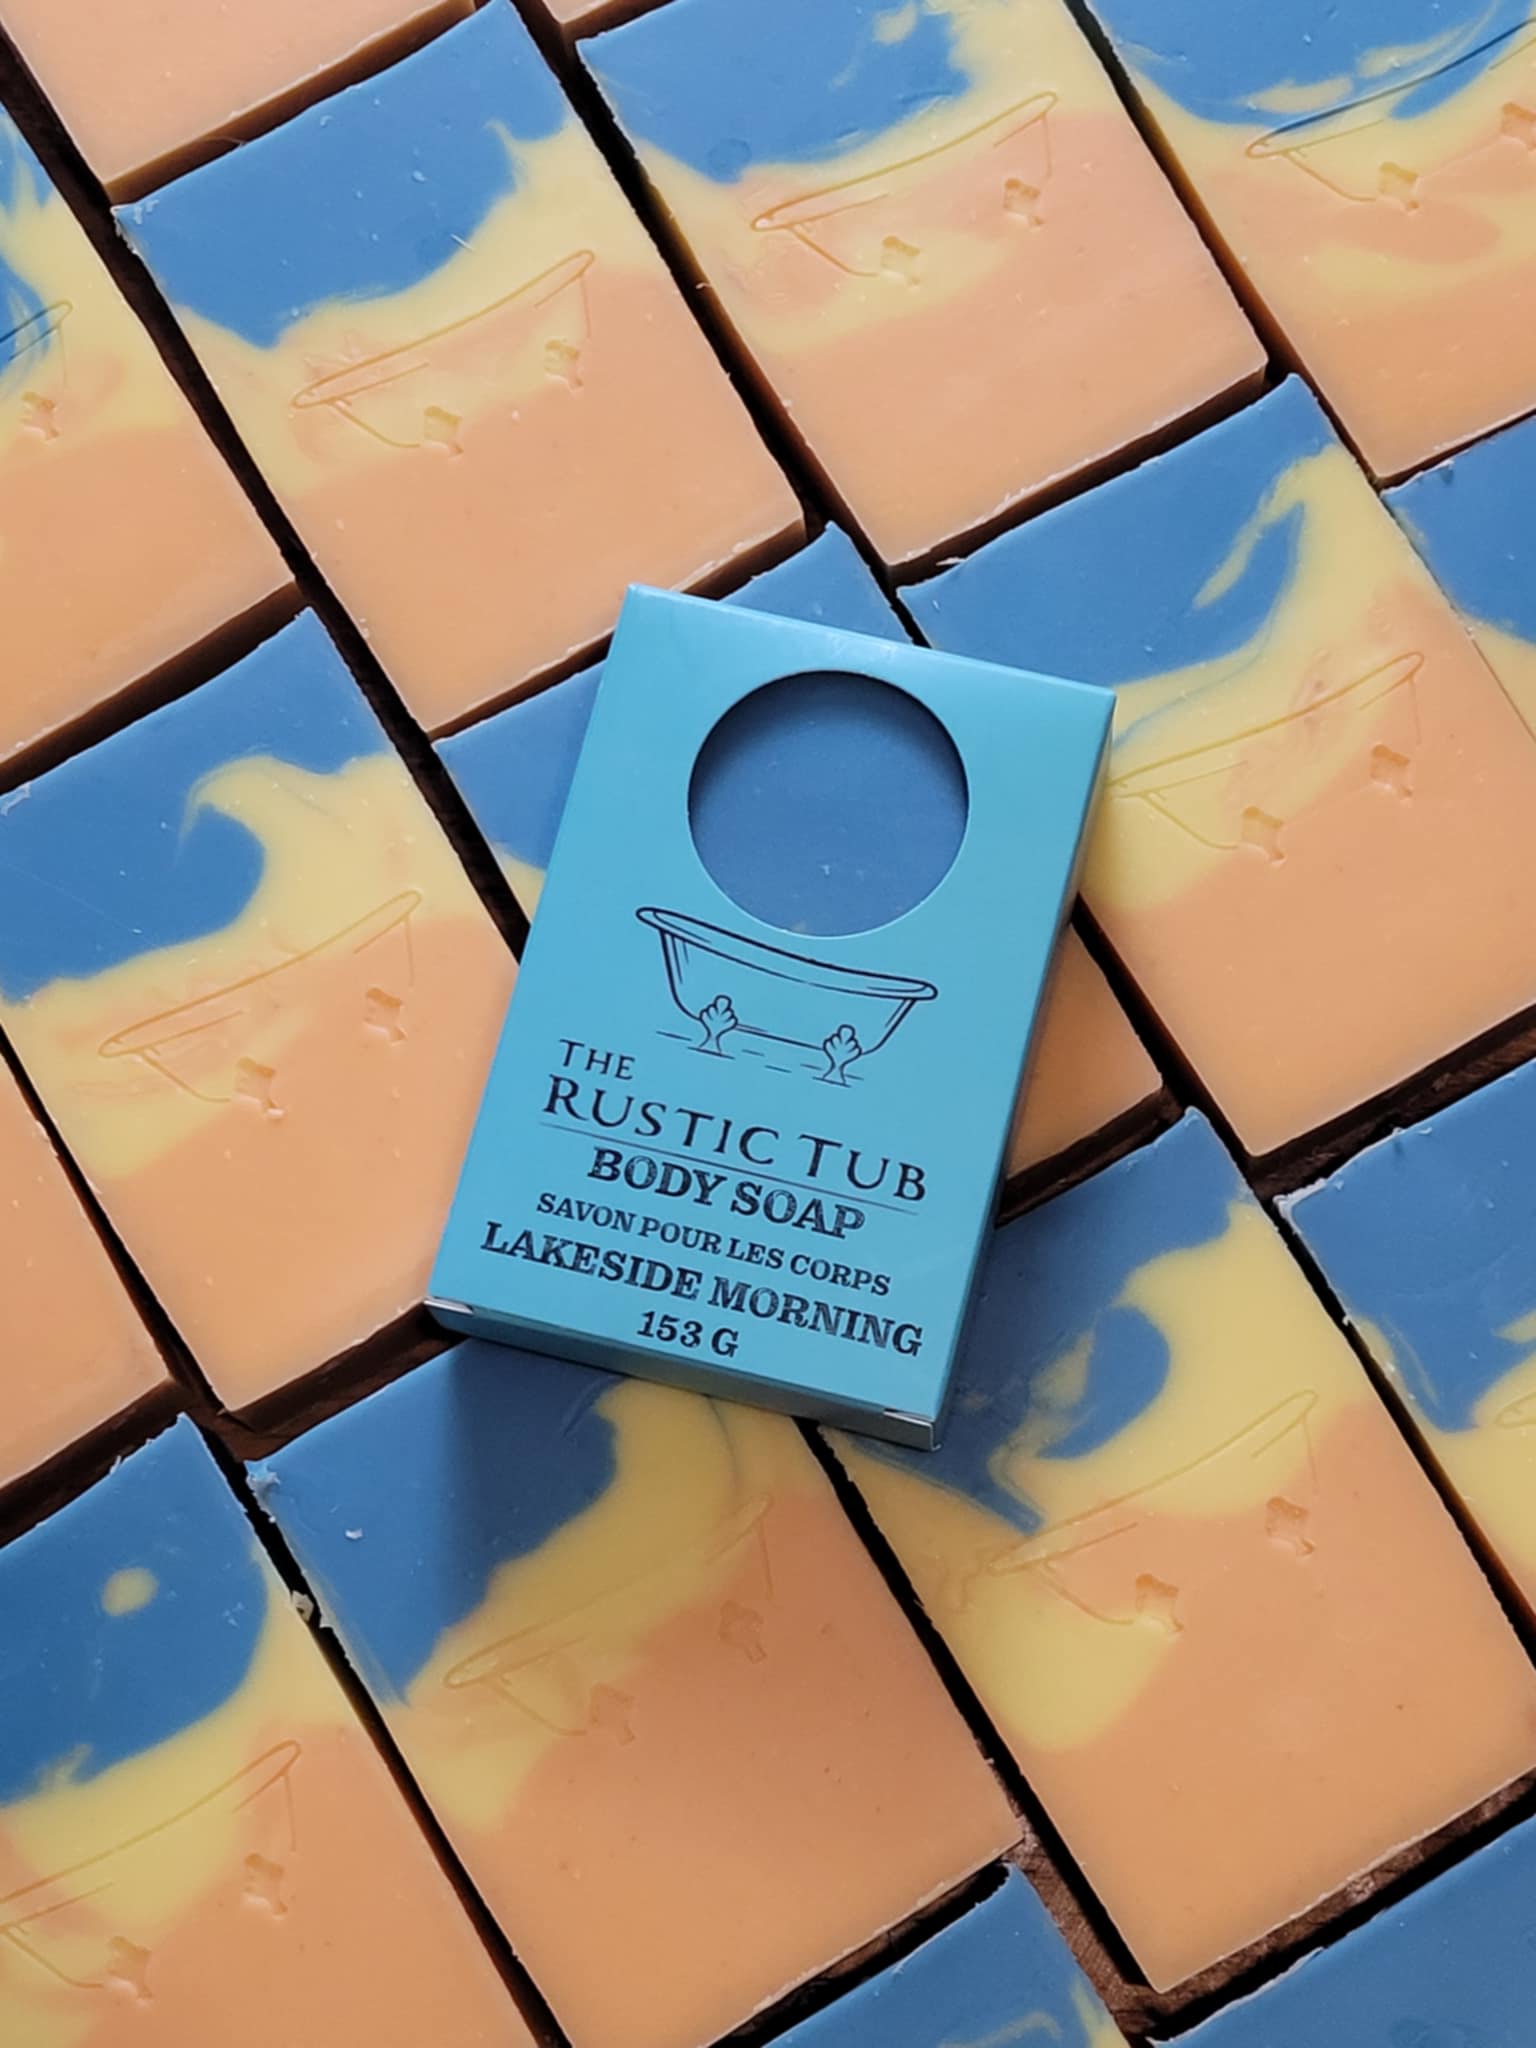 THE
RUSTIC TUB
BODY SOAP
SAVON POUR LES CORPS
LAKESIDE MORNING
153 G